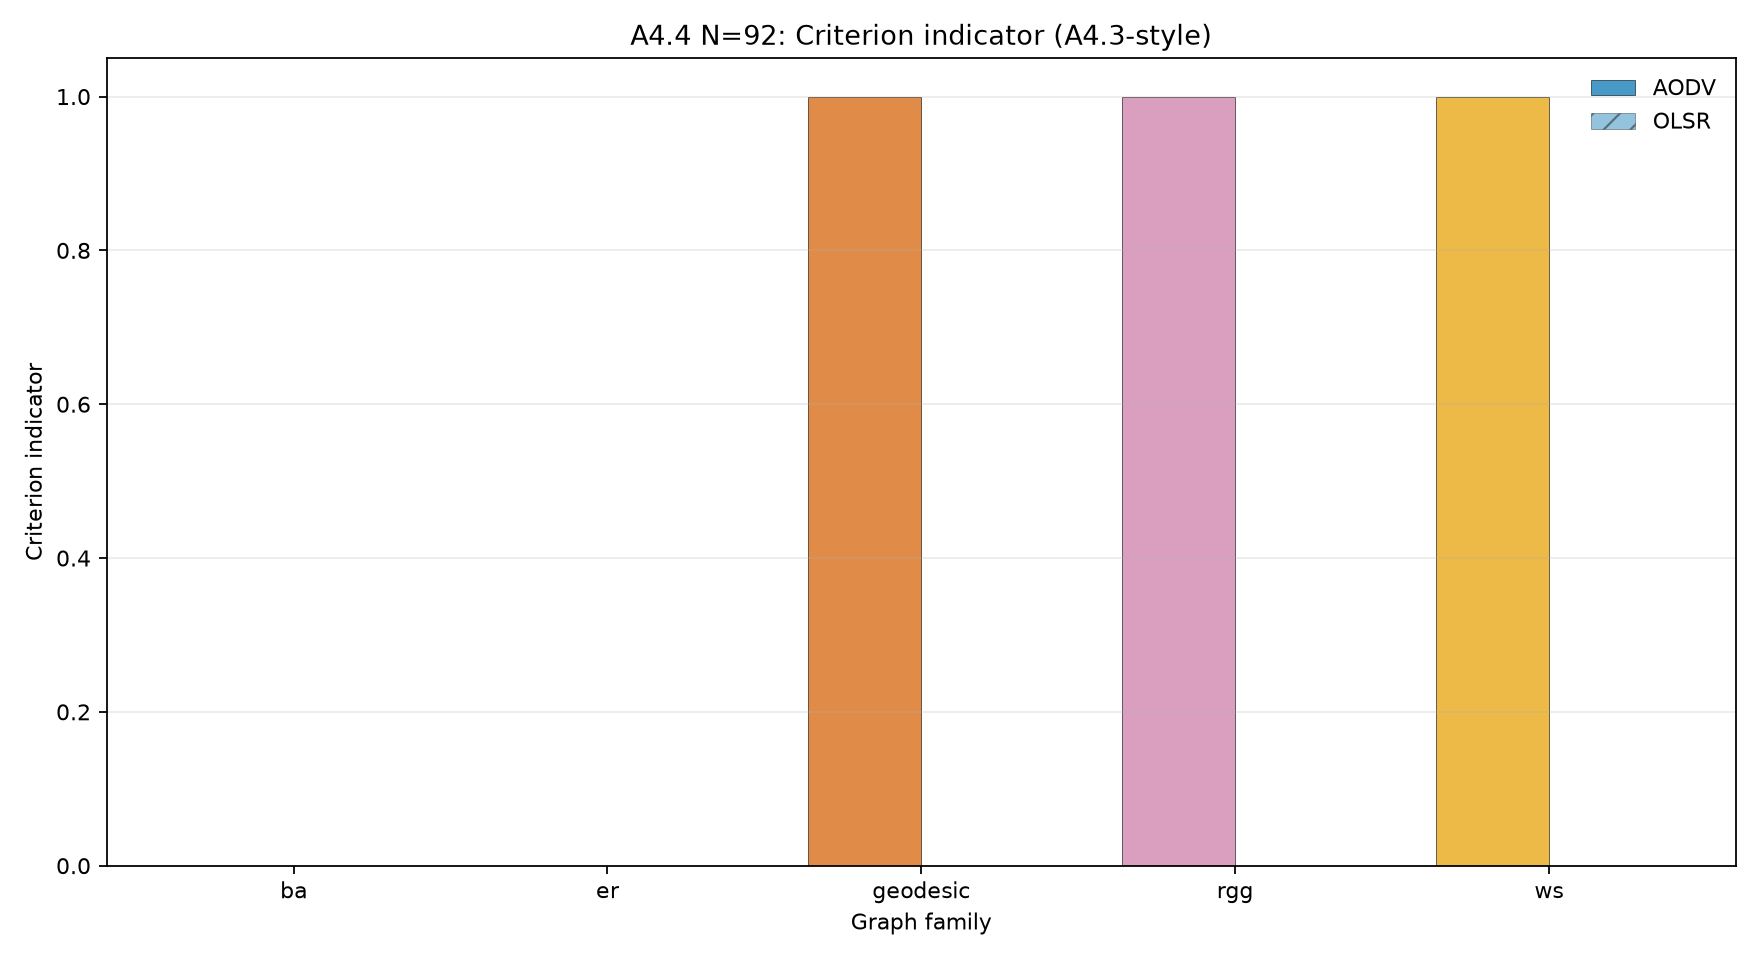 A4.4 N=92: Criterion indicator (A4.3-style)
AODV
OLSR
Criterion indicator
1.0
0.8
0.6
0.4
0.2
0.0
ba er geodesic rgg ws
Graph family